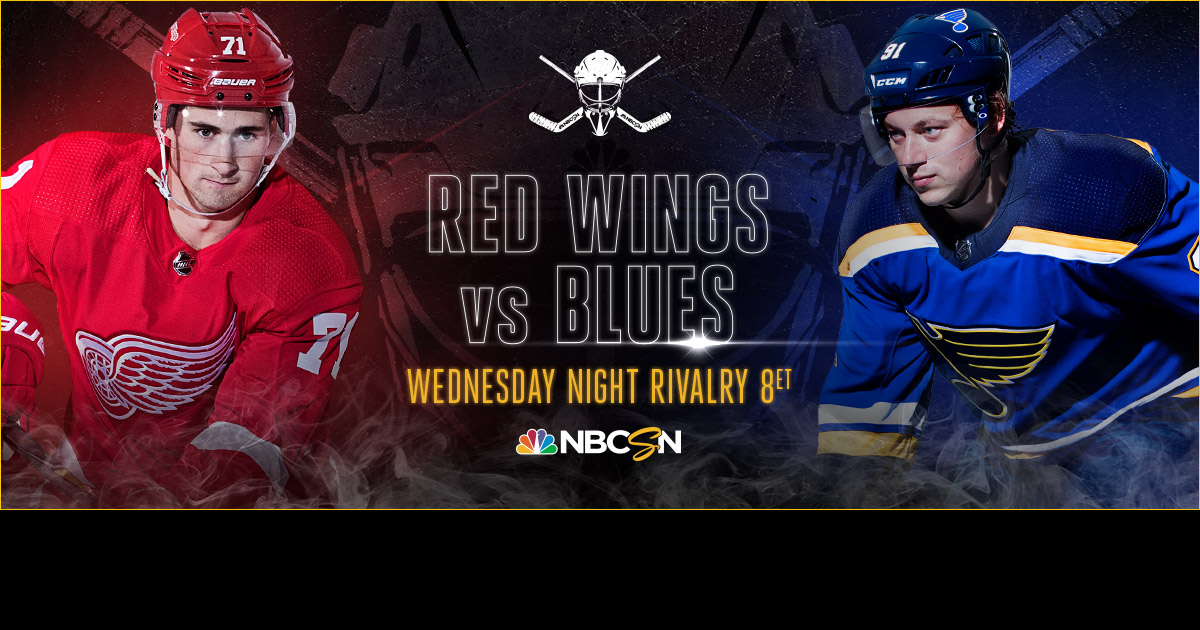 71
BAUER
91
CCM
RED WINGS
vs BLUES
WEDNESDAY NIGHT RIVALRY 8ET
NBCSN
71